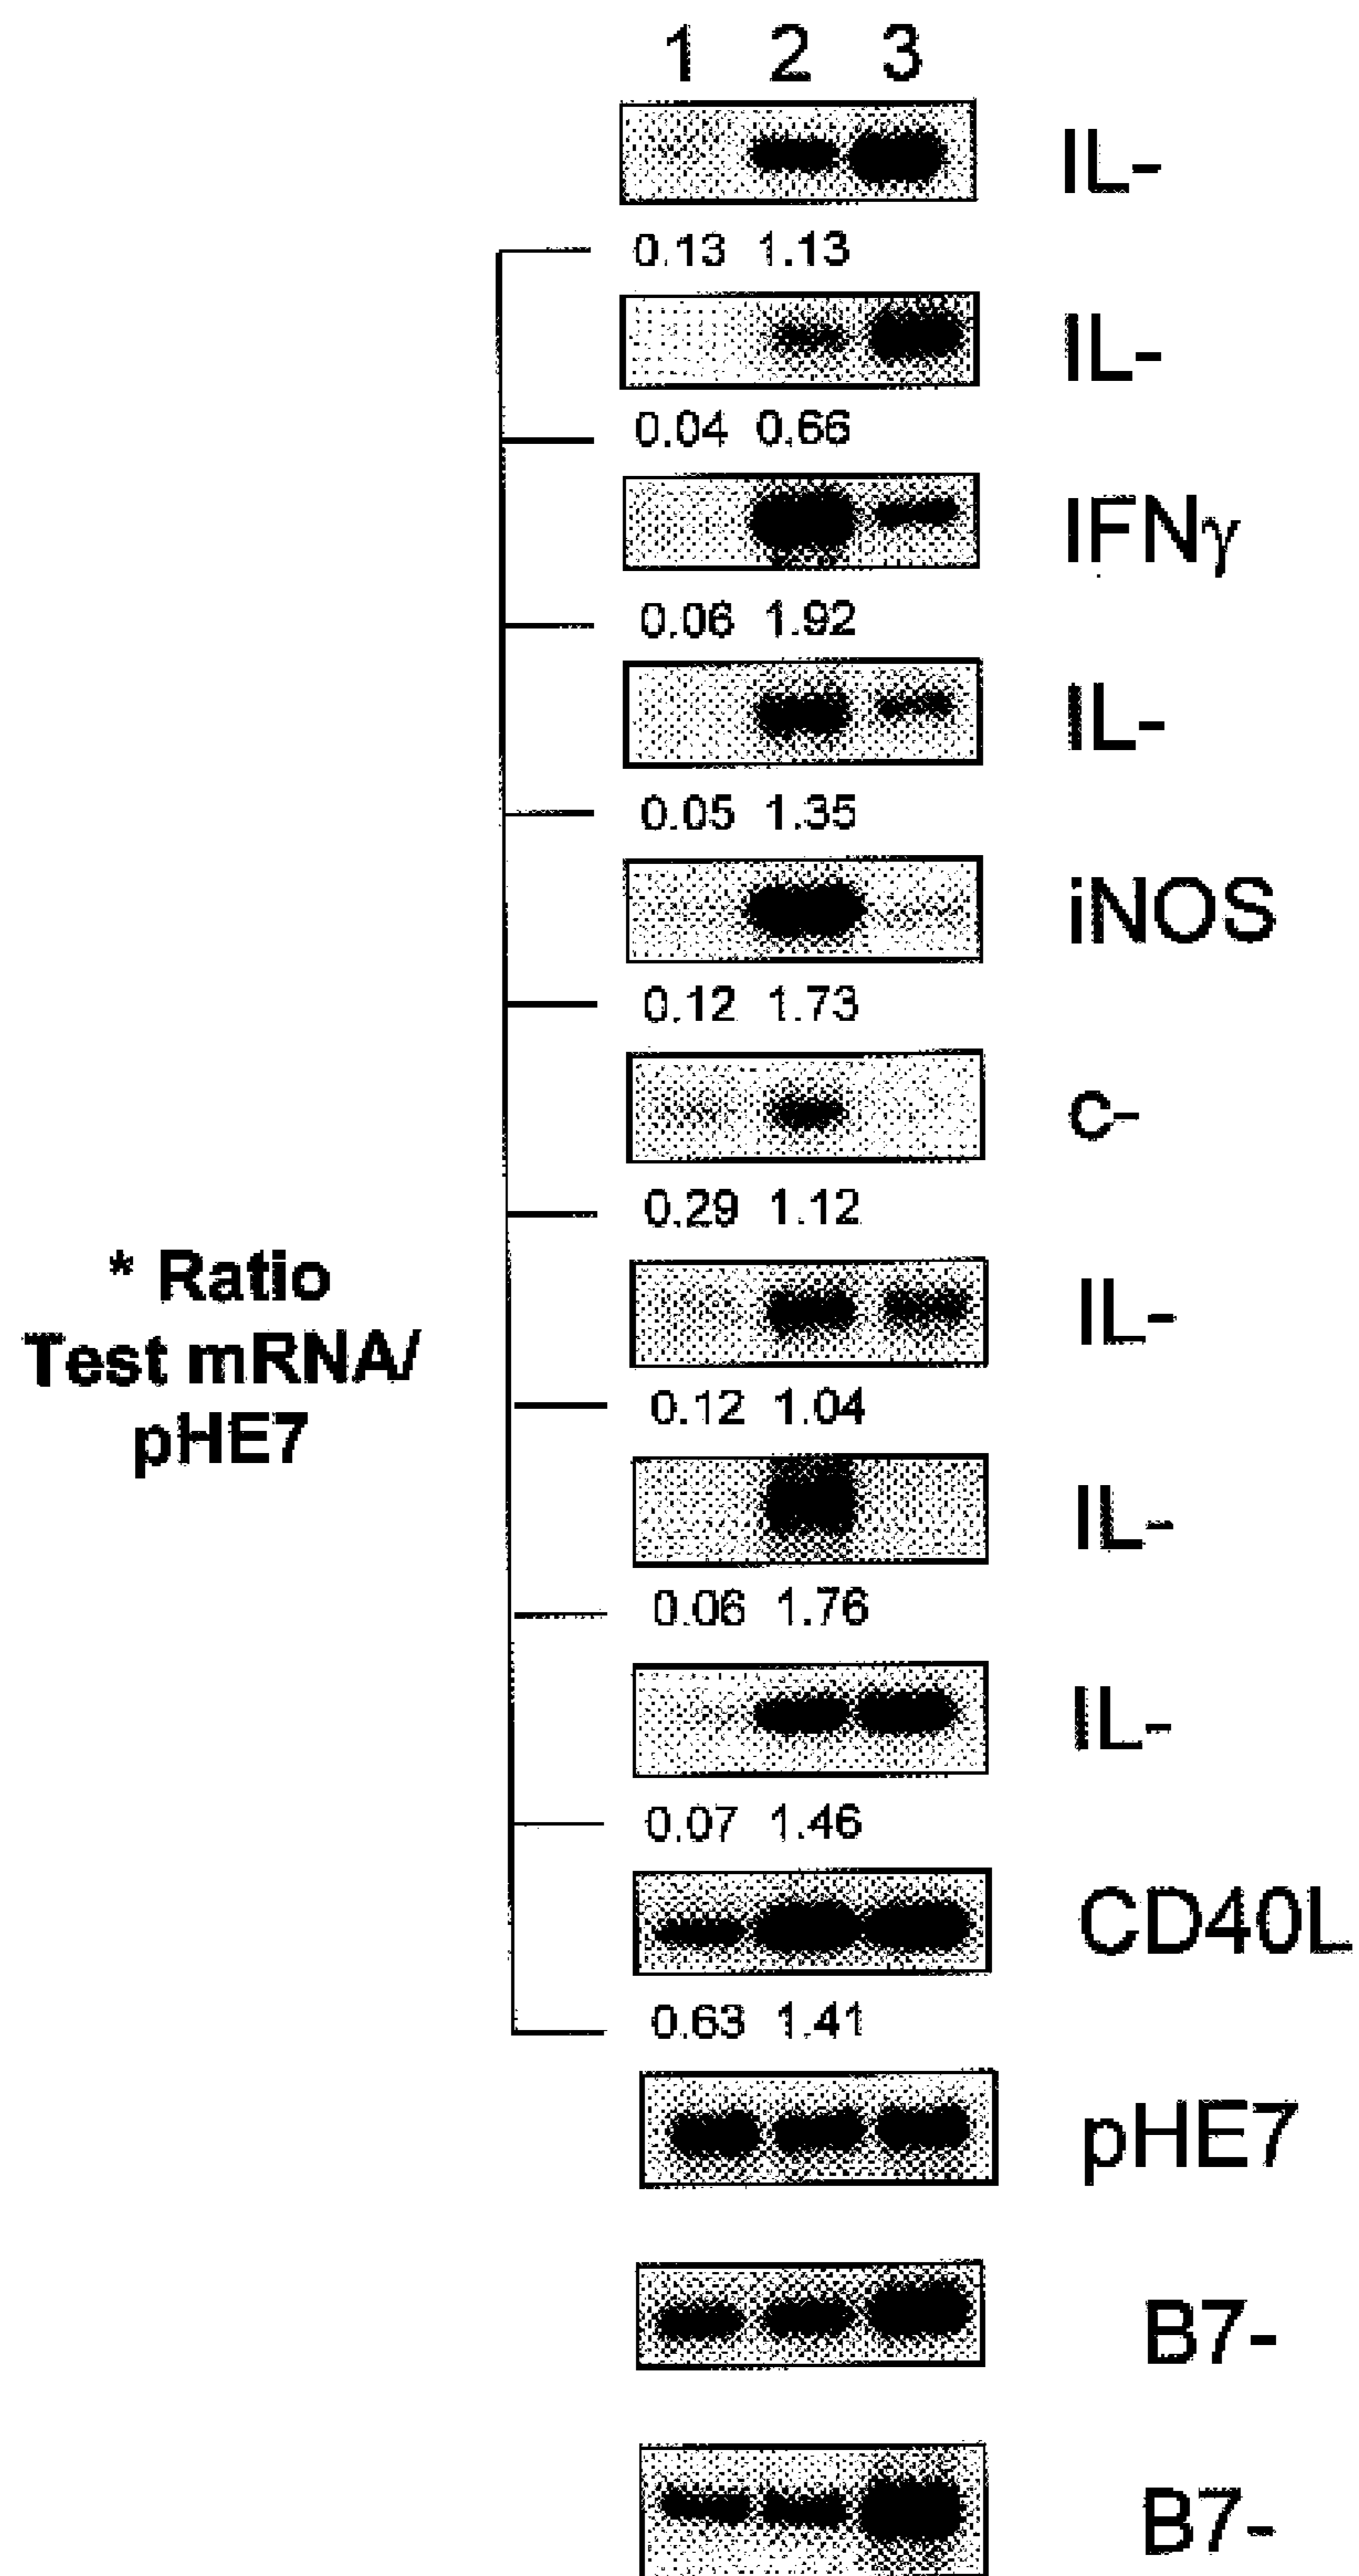 1 2 3
IL-
0.13 1.13
IL-
0.04 0.66
IFNγ
0.06 1.92
IL-
0.05 1.35
iNOS
0.12 1.73
c-
0.29 1.12
* Ratio
Test mRNA/
pHE7
IL-
0.12 1.04
IL-
0.06 1.76
IL-
0.07 1.46
CD40L
0.63 1.41
pHE7
B7-
B7-